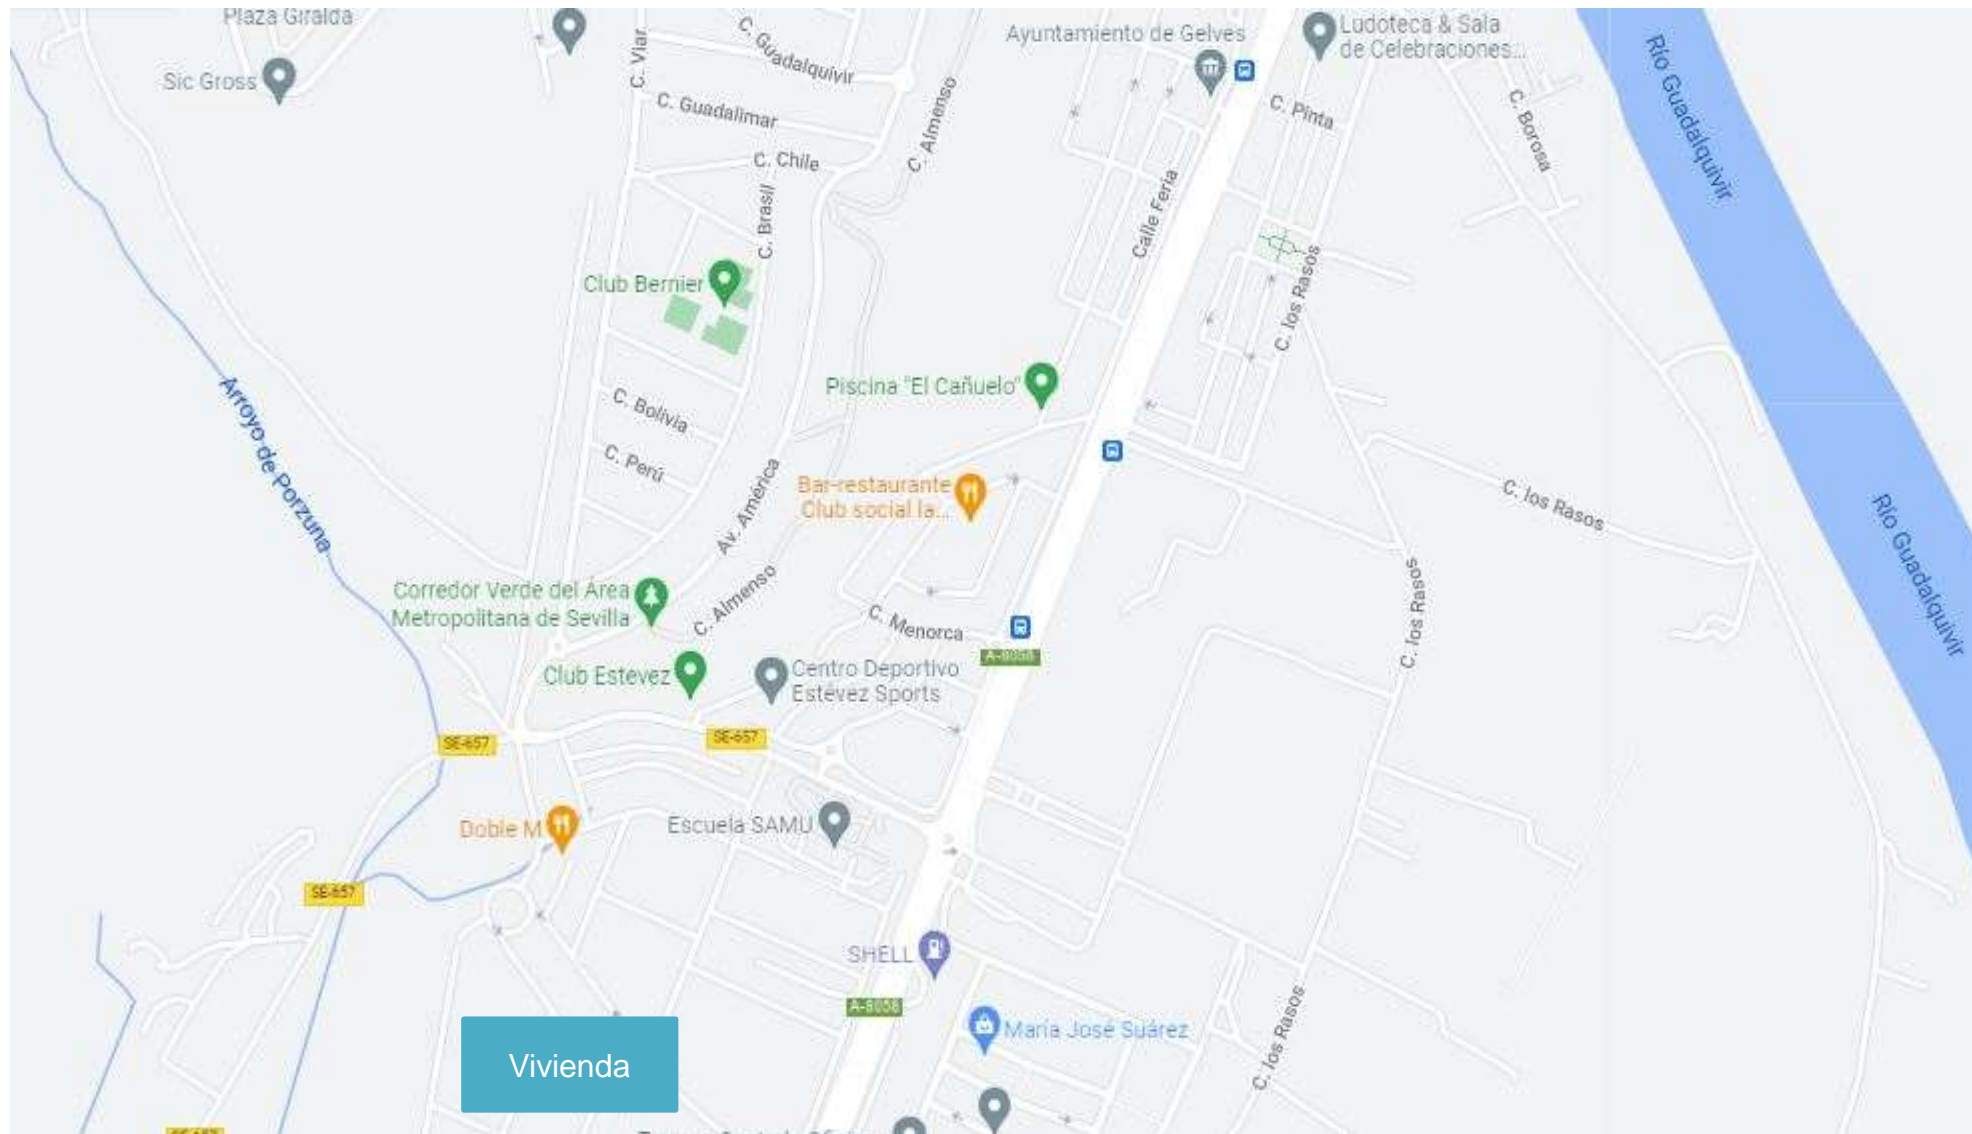 Plaza Giralda
Sic Gross
C. Viar
C. Guadalquivir
C. Guadalimar
C. Chile
C. Brasil
C. Almenso
Ayuntamiento de Gelves
Ludoteca & Sala
de Celebraciones...
C. Pinta
C. Borosa
Río Guadalquivir
Calle Feria
C. los Rasos
Club Bernier
Piscina "El Cañuelo"
C. Bolivia
C. Perú
Arroyo de Porzuna
Av. América
Bar-restaurante
Club social la...
C. los Rasos
Río Guadalquivir
Corredor Verde del Área
Metropolitana de Sevilla
C. Almenso
C. Menorca
C. los Rasos
A-8058
Club Estevez
Centro Deportivo
Estévez Sports
SE-657
SE-657
Doble M
Escuela SAMU
SE-657
SHELL
A-8058
María José Suárez
C. los Rasos
Vivienda